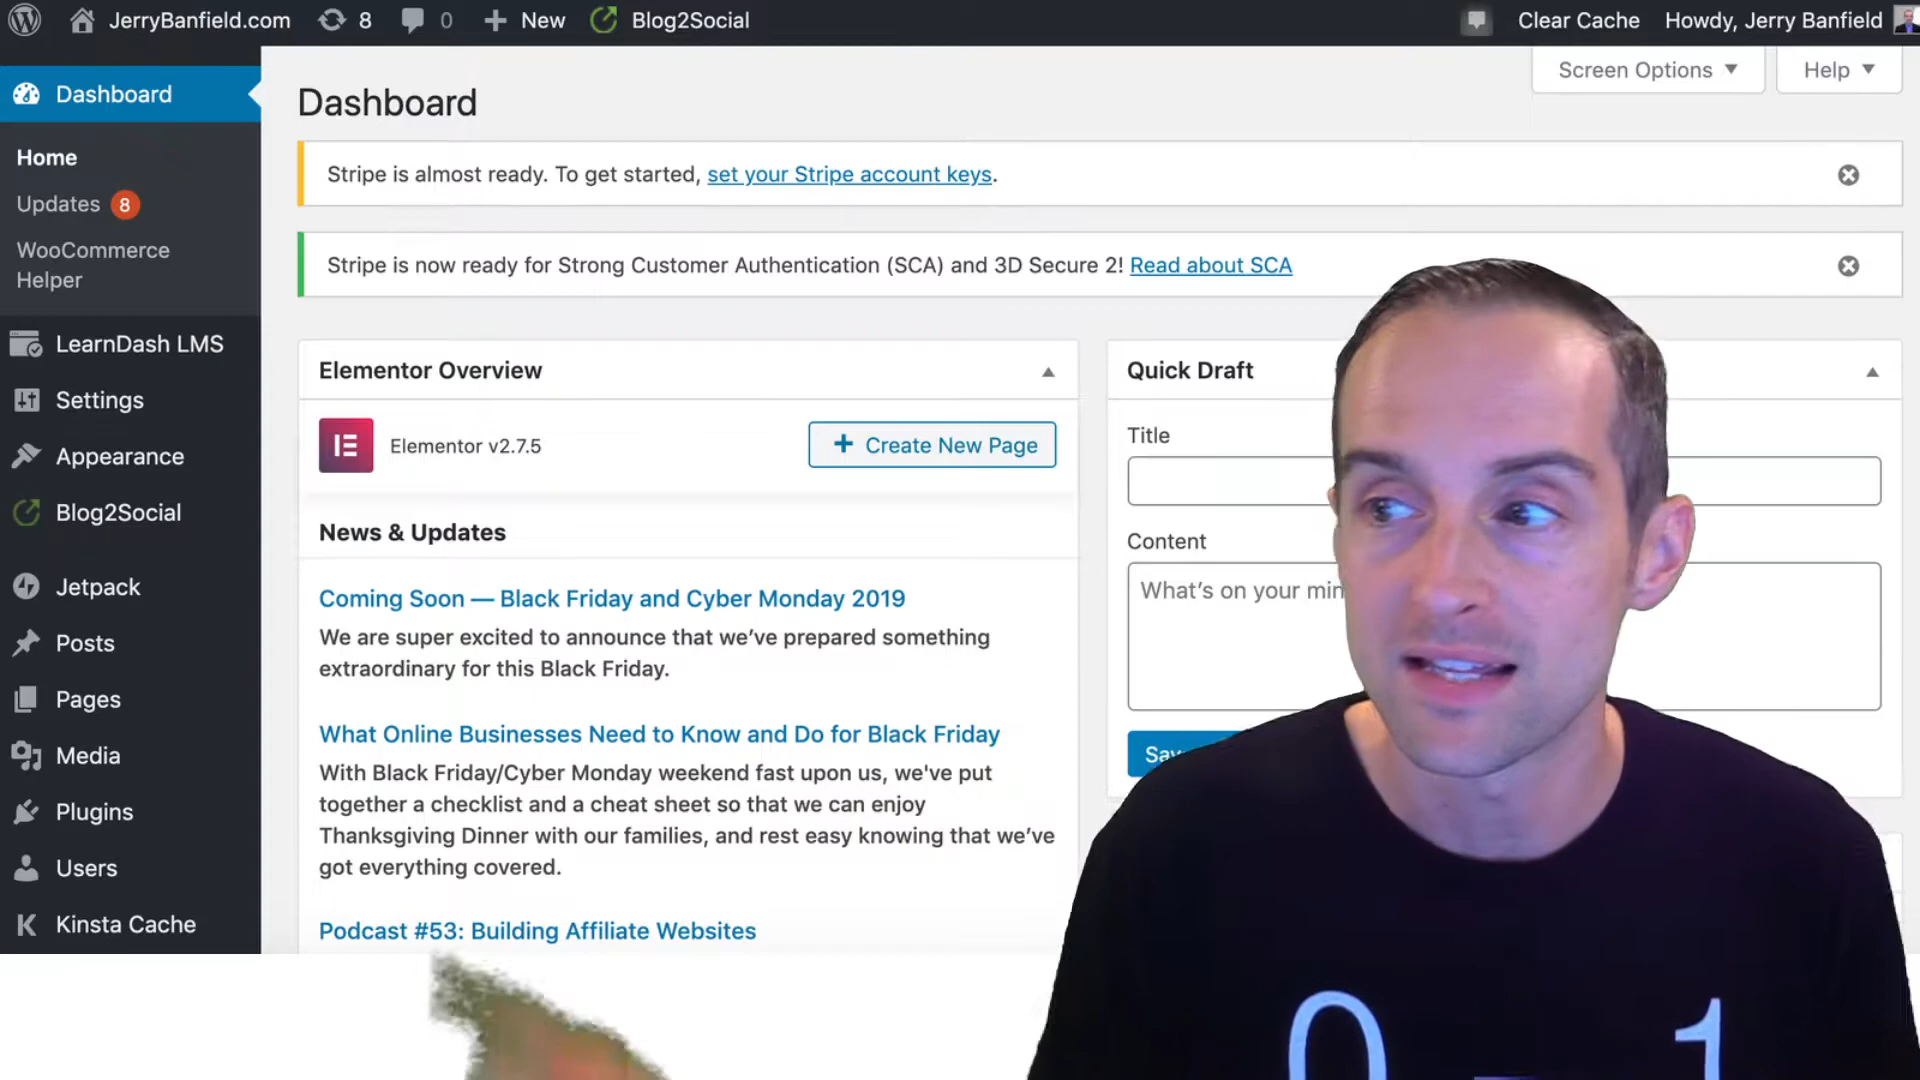 JerryBanfield.com 8 0 New Blog2Social Clear Cache Howdy, Jerry Banfield
Screen Options Help
Dashboard
Home
Updates 8
WooCommerce
Helper
LearnDash LMS
Settings
Appearance
Blog2Social
Jetpack
Posts
Pages
Media
Plugins
Users
Kinsta Cache
Dashboard
Stripe is almost ready. To get started, set your Stripe account keys.
Stripe is now ready for Strong Customer Authentication (SCA) and 3D Secure 2! Read about SCA
Elementor Overview
Elementor v2.7.5
Create New Page
News & Updates
Coming Soon — Black Friday and Cyber Monday 2019
We are super excited to announce that we’ve prepared something
extraordinary for this Black Friday.
What Online Businesses Need to Know and Do for Black Friday
With Black Friday/Cyber Monday weekend fast upon us, we've put
together a checklist and a cheat sheet so that we can enjoy
Thanksgiving Dinner with our families, and rest easy knowing that we’ve
got everything covered.
Podcast #53: Building Affiliate Websites
Quick Draft
Title
Content
What’s on your
0 1